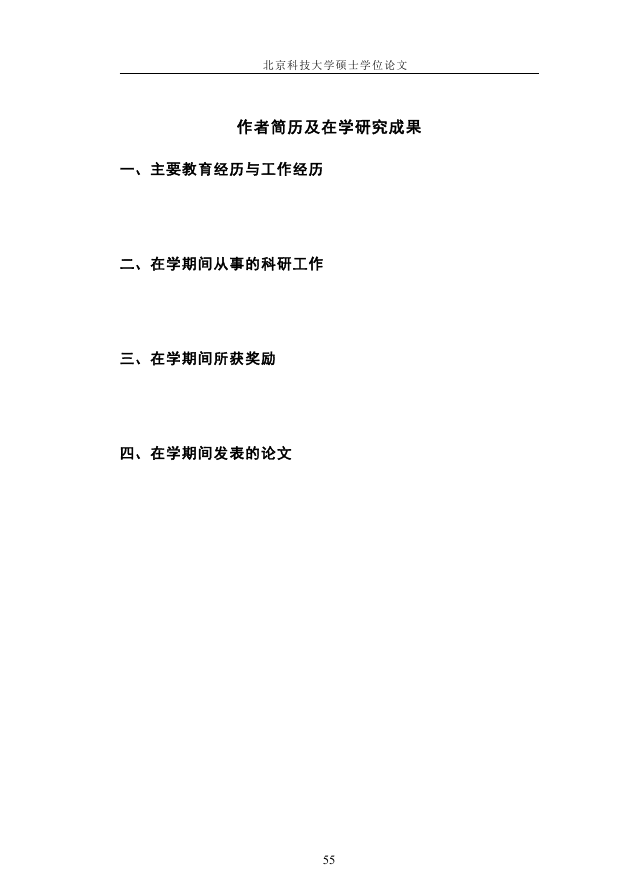 北京科技大学硕士学位论文
作者简历及在学研究成果
一、主要教育经历与工作经历
二、在学期间从事的科研工作
三、在学期间所获奖励
四、在学期间发表的论文
55